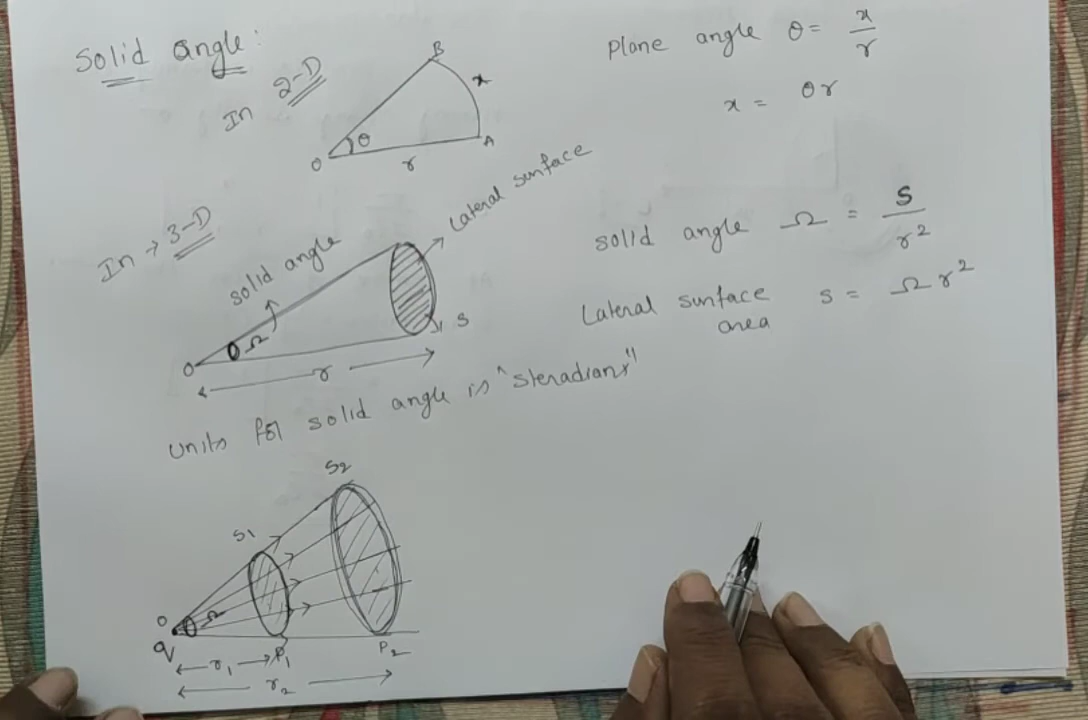 Solid angle:
In 2-D
B
x
θ
O
r
A
Plane angle θ = x/r
x = θr
In → 3-D
solid angle
Lateral surface
Ω
S
O
r
solid angle Ω = S/r²
Lateral surface area S = Ωr²
units for solid angle is "steradians"
S₂
S₁
O
Ω
q
r₁
P₁
P₂
r₂